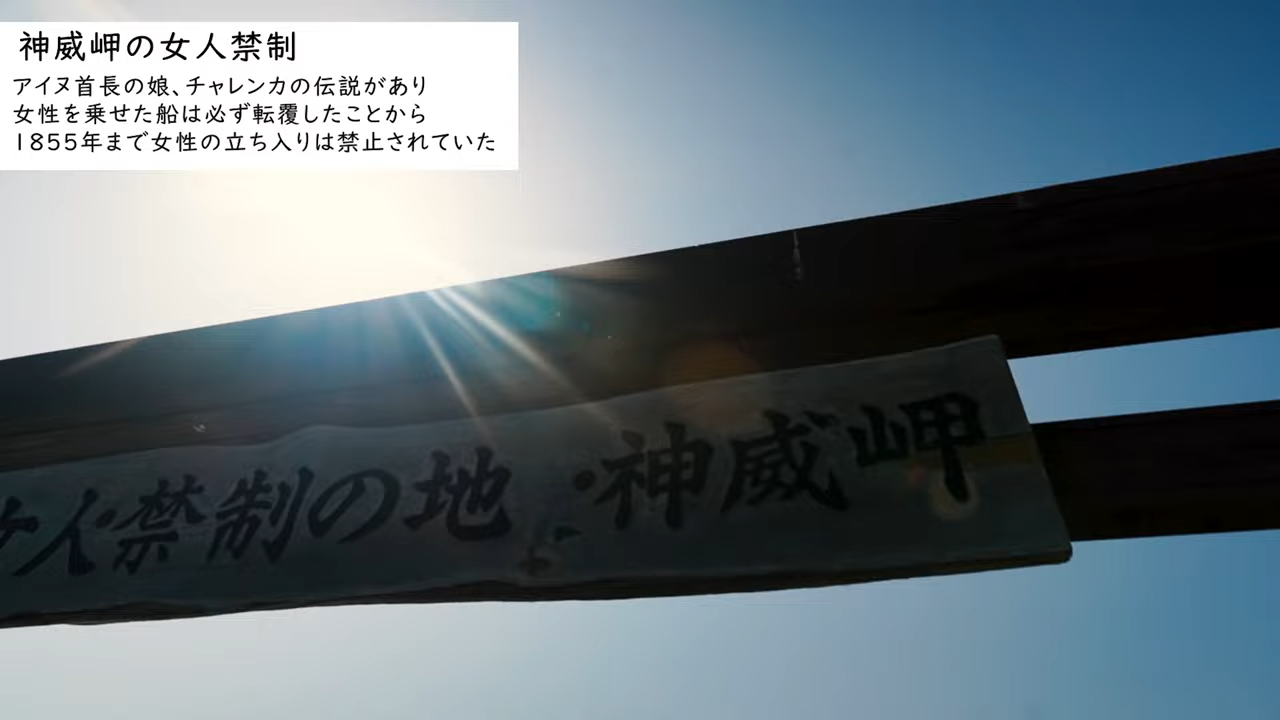 神威岬の女人禁制
アイヌ首長の娘、チャレンカの伝説があり
女性を乗せた船は必ず転覆したことから
1855年まで女性の立ち入りは禁止されていた
女人禁制の地・神威岬